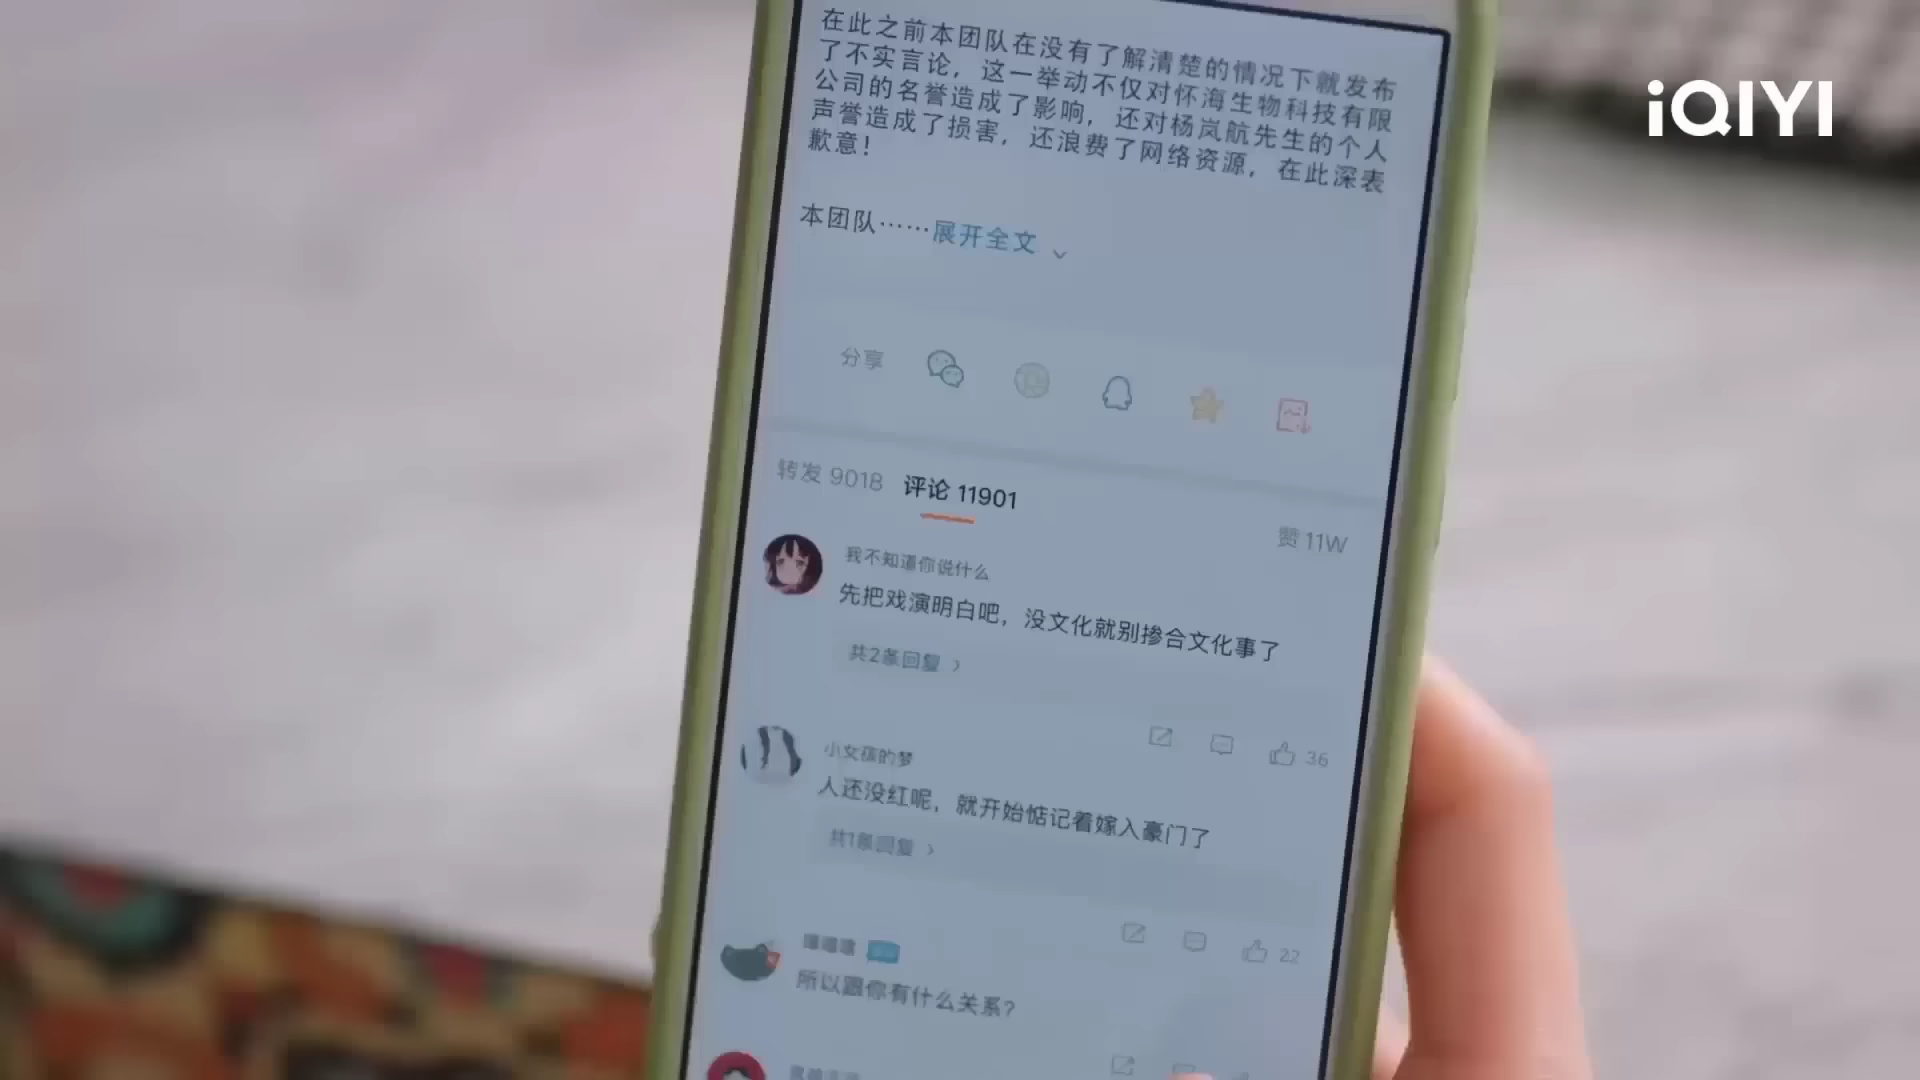 iQIYI
在此之前本团队在没有了解清楚的情况下就发布
了不实言论，这一举动不仅对怀海生物科技有限
公司的名誉造成了影响，还对杨岚航先生的个人
声誉造成了损害，还浪费了网络资源，在此深表
歉意！
本团队……展开全文
分享
转发 9018 评论 11901
赞 11W
我不知道你说什么
先把戏演明白吧，没文化就别掺合文化事了
共2条回复 >
36
小女孩的梦
人还没红呢，就开始惦记着嫁入豪门了
共1条回复 >
22
所以跟你有什么关系？